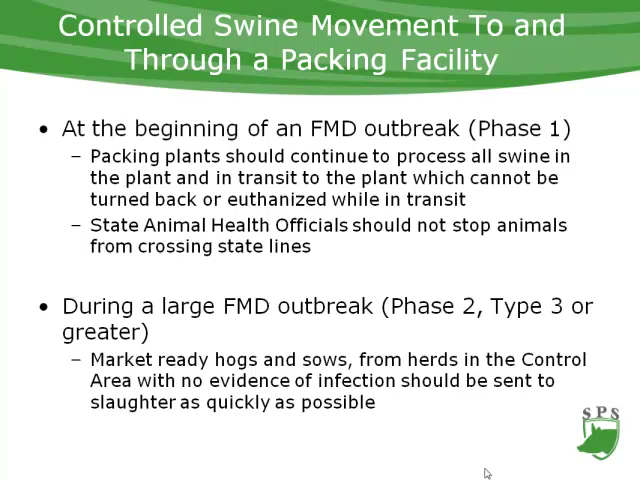 Controlled Swine Movement To and
Through a Packing Facility
• At the beginning of an FMD outbreak (Phase 1)
– Packing plants should continue to process all swine in
the plant and in transit to the plant which cannot be
turned back or euthanized while in transit
– State Animal Health Officials should not stop animals
from crossing state lines
• During a large FMD outbreak (Phase 2, Type 3 or
greater)
– Market ready hogs and sows, from herds in the Control
Area with no evidence of infection should be sent to
slaughter as quickly as possible
SPS